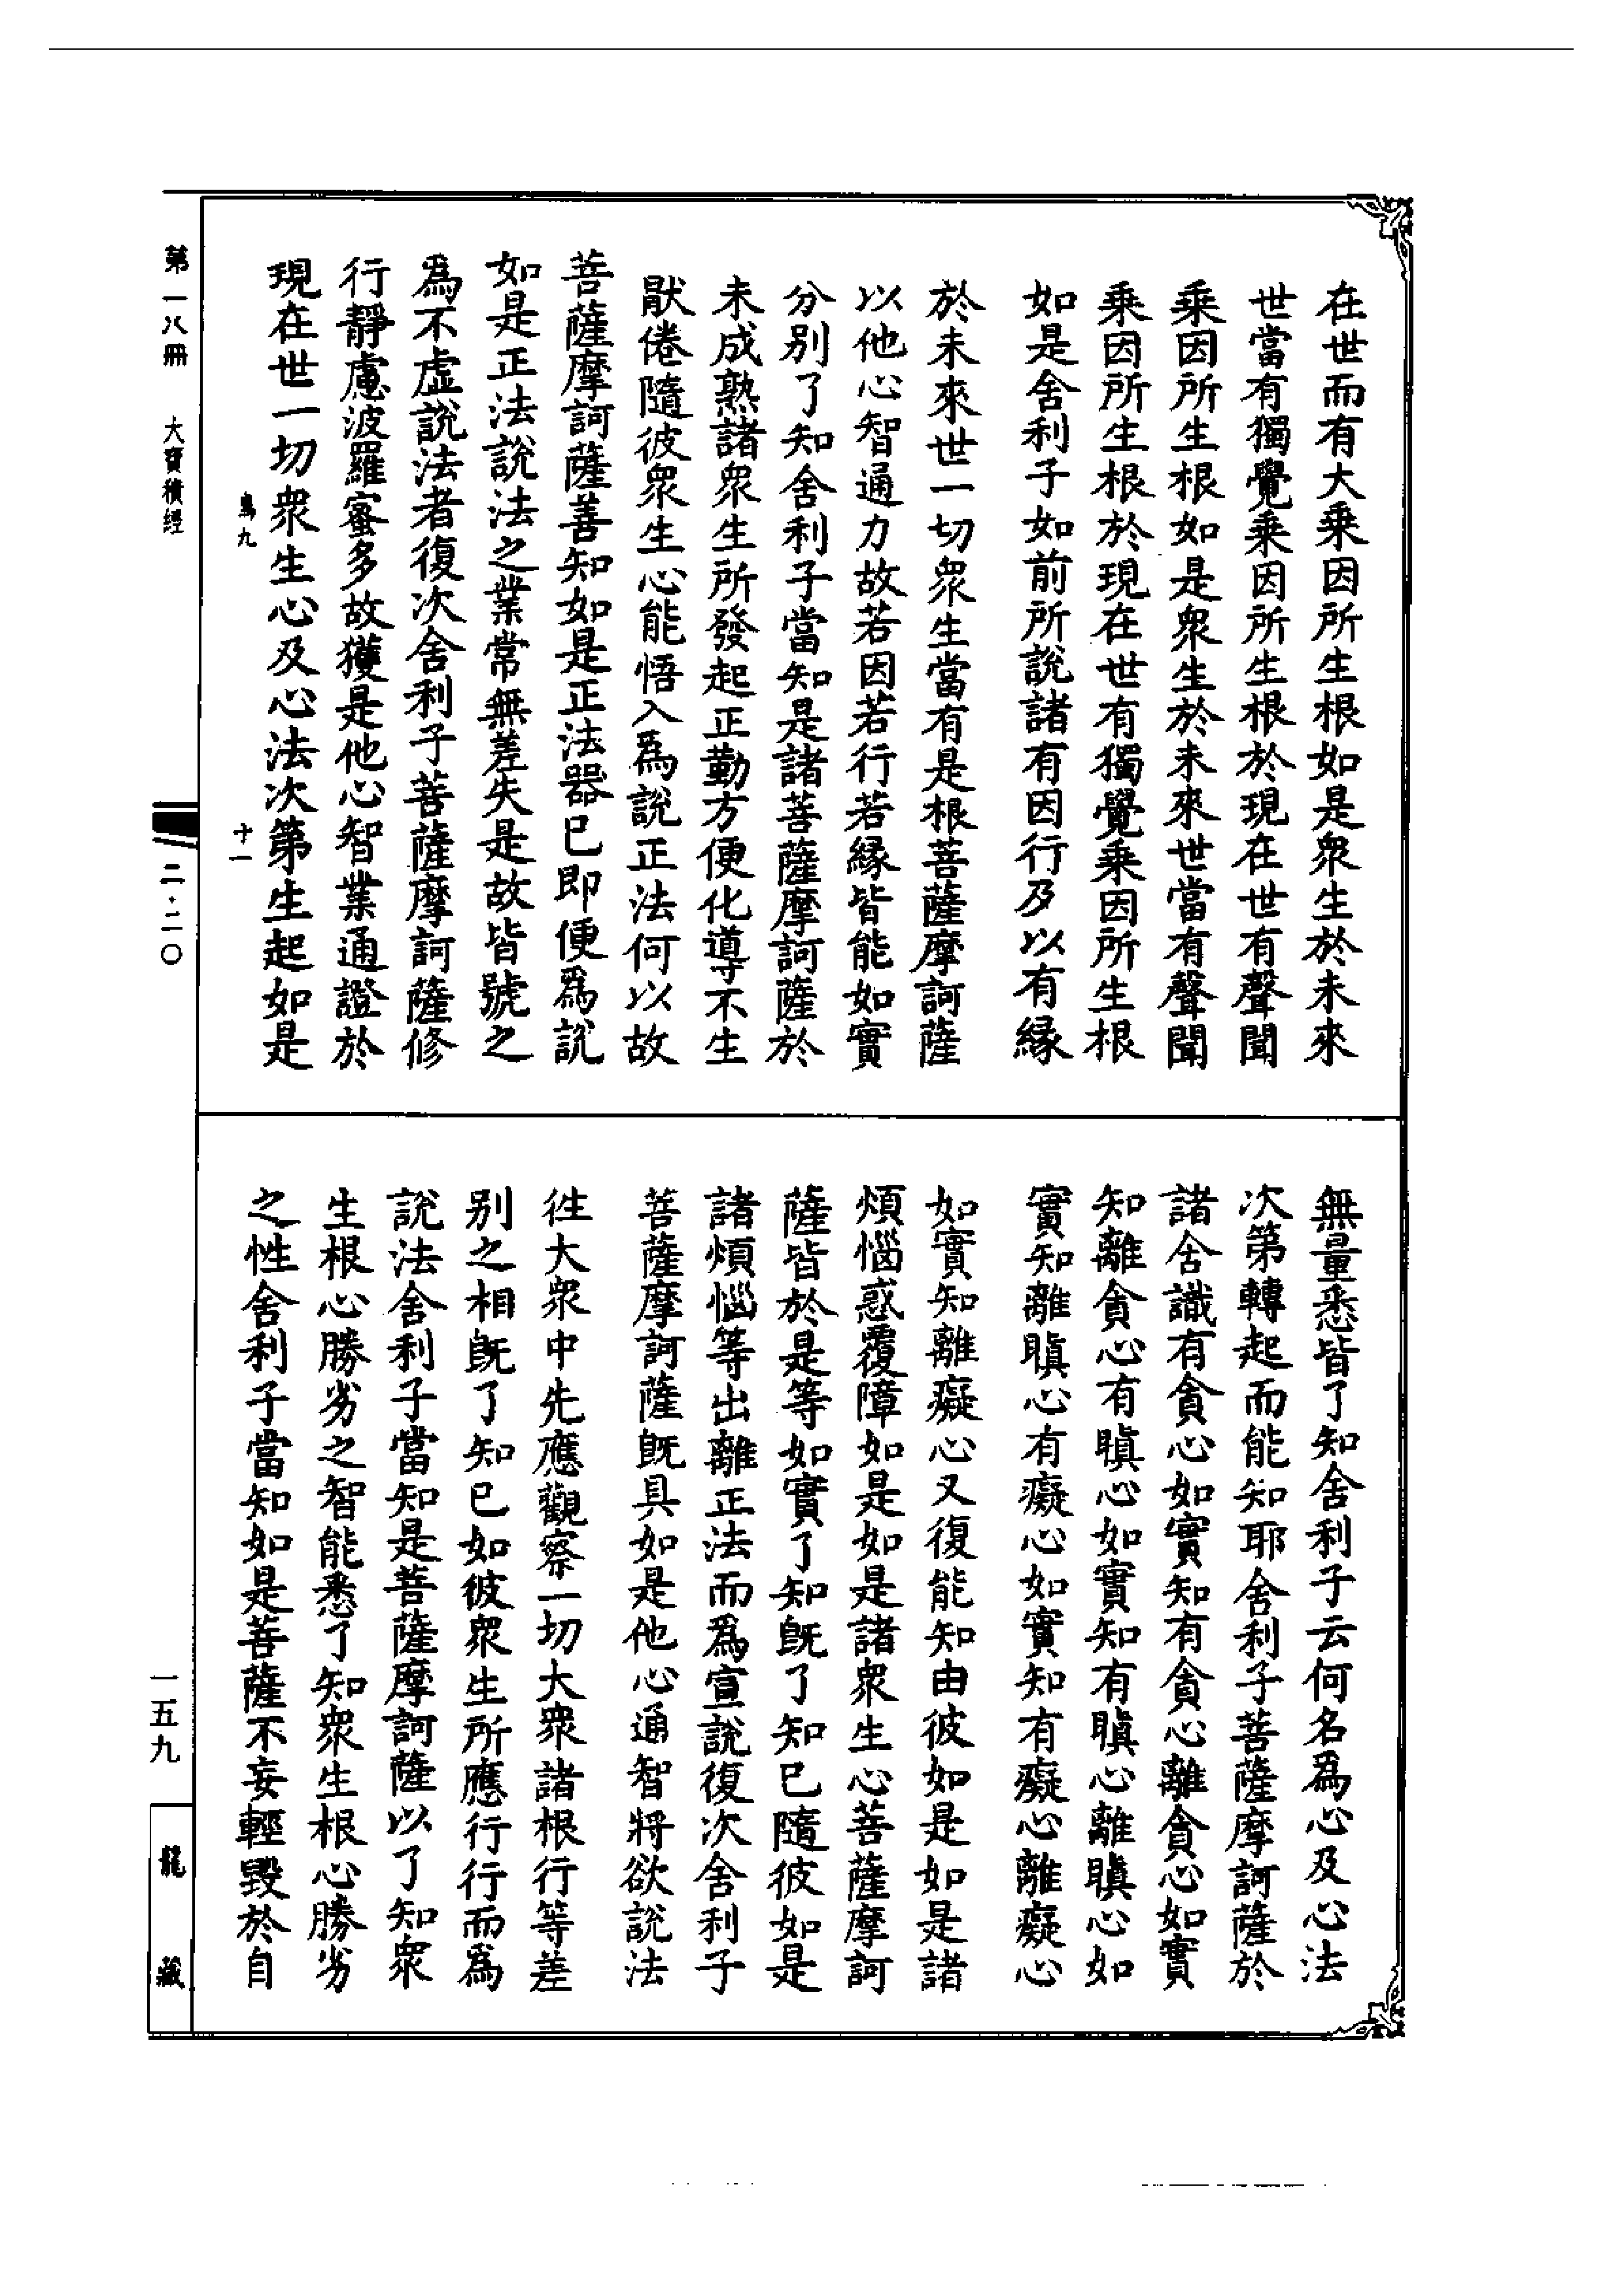 在世而有大乘因所生根如是衆生於未來
世當有獨覺乘因所生根於現在世有聲聞
乘因所生根如是衆生於未來世當有聲聞
乘因所生根於現在世有獨覺乘因所生根
如是舍利子如前所說諸有因行及以有緣
於未來世一切衆生當有是根菩薩摩訶薩
以他心智通力故若因若行若緣皆能如實
分別了知舍利子當知是諸菩薩摩訶薩於
未成熟諸衆生所發起正勤方便化導不生
猒倦隨彼衆生心能悟入爲說正法何以故
菩薩摩訶薩善知如是正法器已即便爲說
如是正法說法之業常無差失是故皆號之
爲不虛說法者復次舍利子菩薩摩訶薩修
行靜慮波羅蜜多故獲是他心智業通證於
現在世一切衆生心及心法次第生起如是
鳥九
十一
第一八冊
大寶積經
二·二〇
無量悉皆了知舍利子云何名爲心及心法
次第轉起而能知耶舍利子菩薩摩訶薩於
諸含識有貪心如實知有貪心離貪心如實
知離貪心有瞋心如實知有瞋心離瞋心如
實知離瞋心有癡心如實知有癡心離癡心
如實知離癡心又復能知由彼如是如是諸
煩惱惑覆障如是如是諸衆生心菩薩摩訶
薩皆於是等如實了知旣了知已隨彼如是
諸煩惱等出離正法而爲宣說復次舍利子
菩薩摩訶薩旣具如是他心通智將欲說法
往大衆中先應觀察一切大衆諸根行等差
別之相旣了知已如彼衆生所應行行而爲
說法舍利子當知是菩薩摩訶薩以了知衆
生根心勝劣之智能悉了知衆生根心勝劣
之性舍利子當知如是菩薩不妄輕毀於自
一五九
龍藏